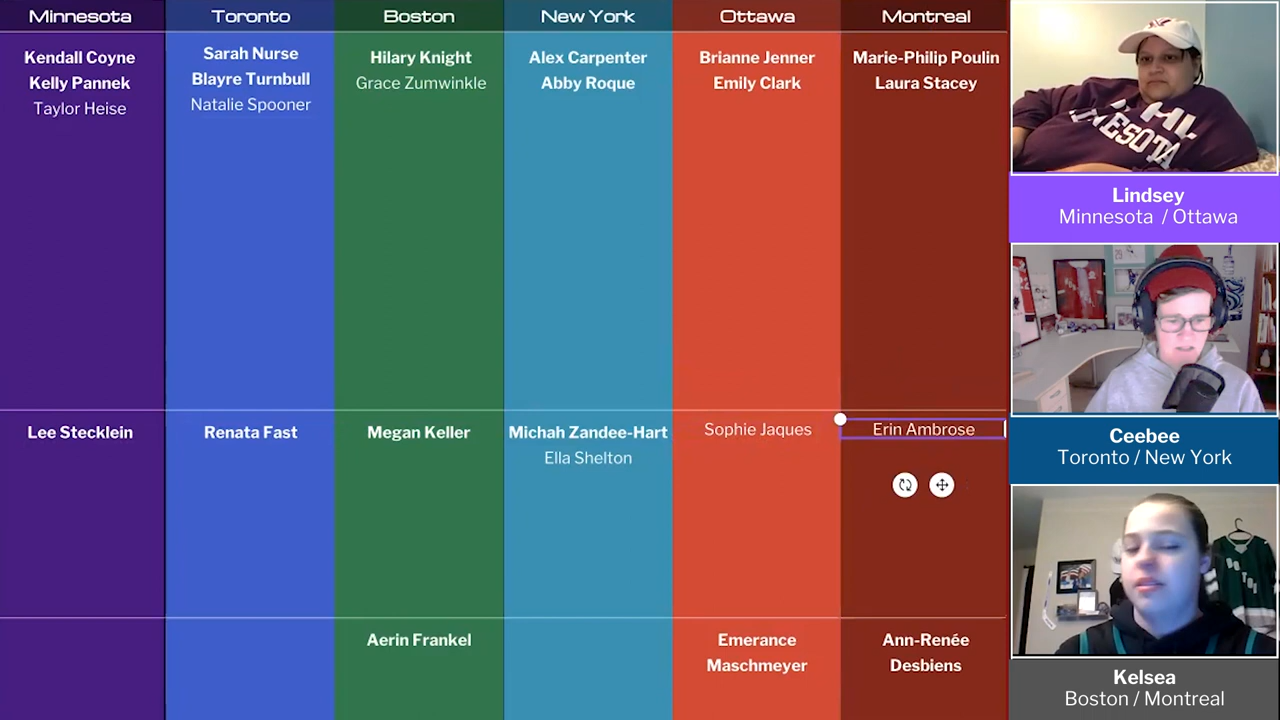 Minnesota
Toronto
Boston
New York
Ottawa
Montreal
Kendall Coyne
Kelly Pannek
Taylor Heise
Sarah Nurse
Blayre Turnbull
Natalie Spooner
Hilary Knight
Grace Zumwinkle
Alex Carpenter
Abby Roque
Brianne Jenner
Emily Clark
Marie-Philip Poulin
Laura Stacey
Lee Stecklein
Renata Fast
Megan Keller
Michah Zandee-Hart
Ella Shelton
Sophie Jaques
Erin Ambrose
Aerin Frankel
Emerance
Maschmeyer
Ann-Renée
Desbiens
Lindsey
Minnesota / Ottawa
Ceebee
Toronto / New York
Kelsea
Boston / Montreal